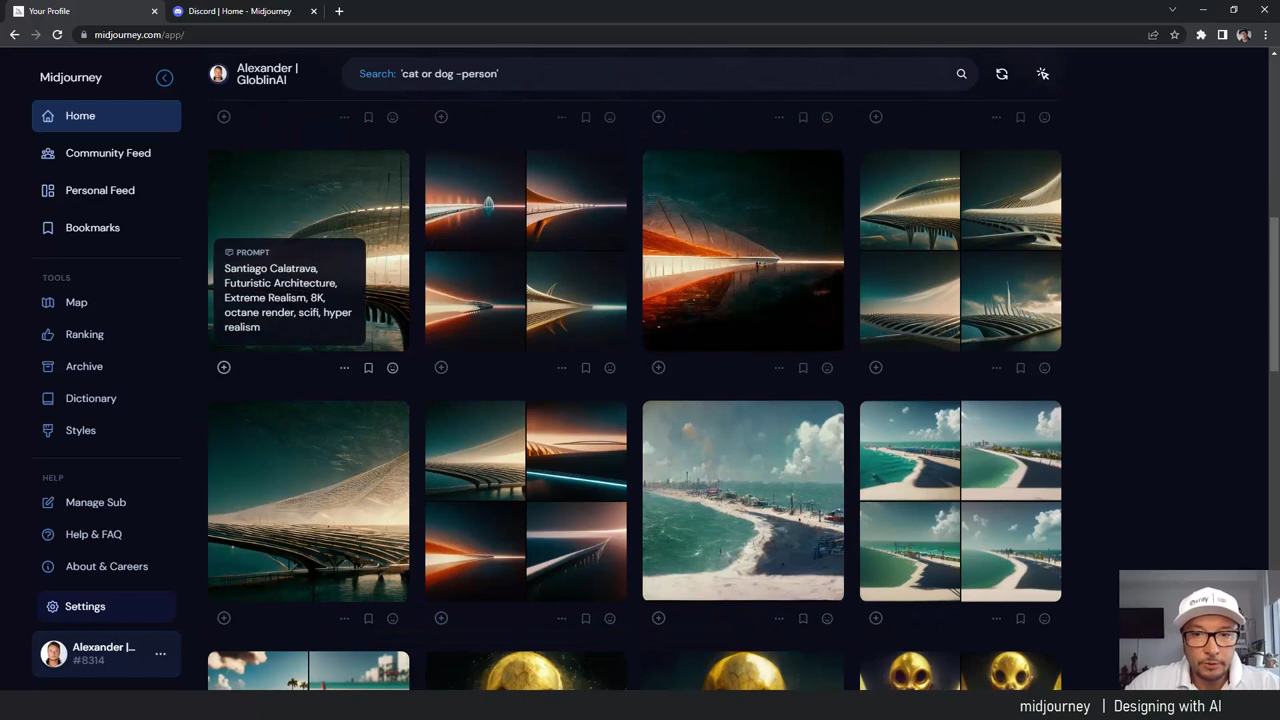 Your Profile
Discord | Home - Midjourney
midjourney.com/app/
Midjourney
Alexander |
GloblinAI
Search: 'cat or dog -person'
Home
Community Feed
Personal Feed
Bookmarks
TOOLS
Map
Ranking
Archive
Dictionary
Styles
HELP
Manage Sub
Help & FAQ
About & Careers
Settings
Alexander |...
#8314
PROMPT
Santiago Calatrava,
Futuristic Architecture,
Extreme Realism, 8K,
octane render, scifi, hyper
realism
midjourney | Designing with AI